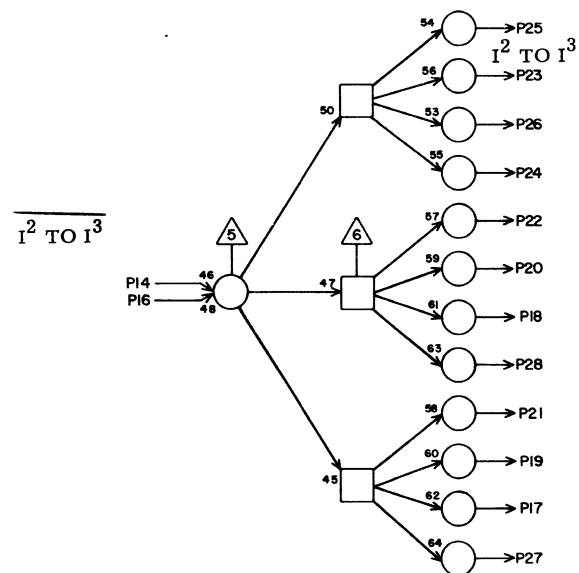 54 P25
I² TO I³
56 P23
50
53 P26
55 P24
I² TO I³
5 6
57 P22
P14 46 47 59 P20
P16 48
61 P18
63 P28
58 P21
60 P19
45
62 P17
64 P27